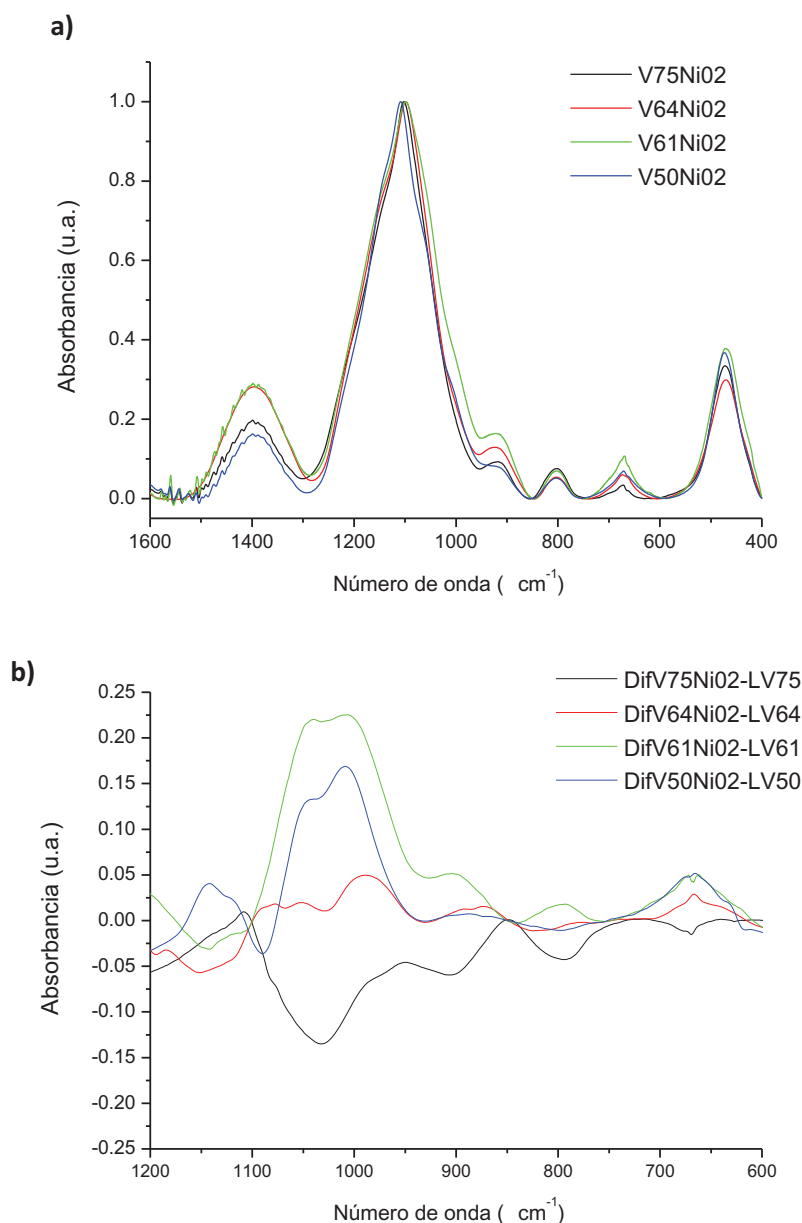 a)
V75Ni02
V64Ni02
V61Ni02
V50Ni02
1.0
0.8
0.6
0.4
0.2
0.0
Absorbancia (u.a.)
1600 1400 1200 1000 800 600 400
Número de onda ( cm-1)
b)
DifV75Ni02-LV75
DifV64Ni02-LV64
DifV61Ni02-LV61
DifV50Ni02-LV50
0.25
0.20
0.15
0.10
0.05
0.00
-0.05
-0.10
-0.15
-0.20
-0.25
Absorbancia (u.a.)
1200 1100 1000 900 800 700 600
Número de onda ( cm-1)